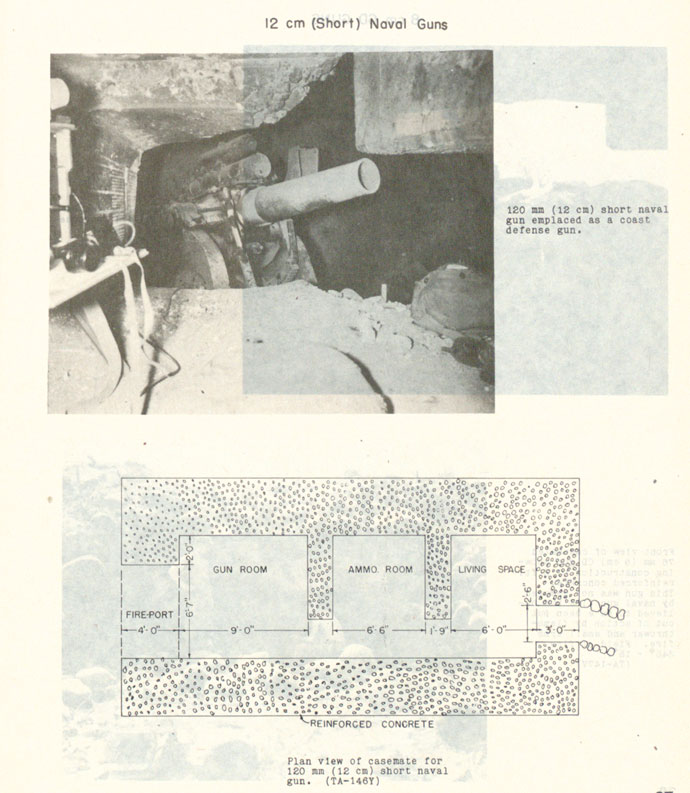 12 cm (Short) Naval Guns
120 mm (12 cm) short naval
gun emplaced as a coast
defense gun.
2'-0"
GUN ROOM
AMMO. ROOM
LIVING SPACE
6'-7"
2'-6"
FIRE-PORT
4'-0"
9'-0"
6'-6"
1'-9"
6'-0"
3'-0"
REINFORCED CONCRETE
Plan view of casemate for
120 mm (12 cm) short naval
gun. (TA-146Y)